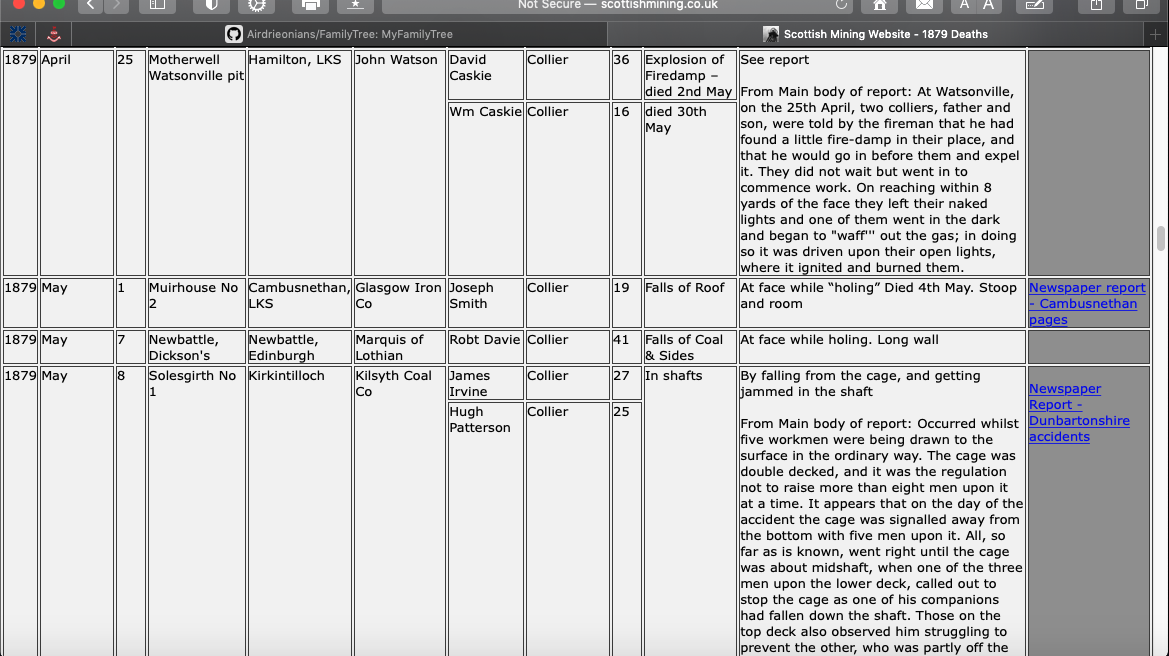 Not Secure — scottishmining.co.uk
A A
Airdrieonians/FamilyTree: MyFamilyTree
Scottish Mining Website - 1879 Deaths
1879
April
25
Motherwell
Watsonville pit
Hamilton, LKS
John Watson
David
Caskie
Collier
36
Explosion of
Firedamp –
died 2nd May
Wm Caskie
Collier
16
died 30th
May
See report
From Main body of report: At Watsonville,
on the 25th April, two colliers, father and
son, were told by the fireman that he had
found a little fire-damp in their place, and
that he would go in before them and expel
it. They did not wait but went in to
commence work. On reaching within 8
yards of the face they left their naked
lights and one of them went in the dark
and began to "waff'" out the gas; in doing
so it was driven upon their open lights,
where it ignited and burned them.
1879
May
1
Muirhouse No
2
Cambusnethan,
LKS
Glasgow Iron
Co
Joseph
Smith
Collier
19
Falls of Roof
At face while “holing” Died 4th May. Stoop
and room
Newspaper report
- Cambusnethan
pages
1879
May
7
Newbattle,
Dickson's
Newbattle,
Edinburgh
Marquis of
Lothian
Robt Davie
Collier
41
Falls of Coal
& Sides
At face while holing. Long wall
1879
May
8
Solesgirth No
1
Kirkintilloch
Kilsyth Coal
Co
James
Irvine
Collier
27
Hugh
Patterson
Collier
25
In shafts
By falling from the cage, and getting
jammed in the shaft
From Main body of report: Occurred whilst
five workmen were being drawn to the
surface in the ordinary way. The cage was
double decked, and it was the regulation
not to raise more than eight men upon it
at a time. It appears that on the day of the
accident the cage was signalled away from
the bottom with five men upon it. All, so
far as is known, went right until the cage
was about midshaft, when one of the three
men upon the lower deck, called out to
stop the cage as one of his companions
had fallen down the shaft. Those on the
top deck also observed him struggling to
prevent the other, who was partly off the
Newspaper
Report -
Dunbartonshire
accidents